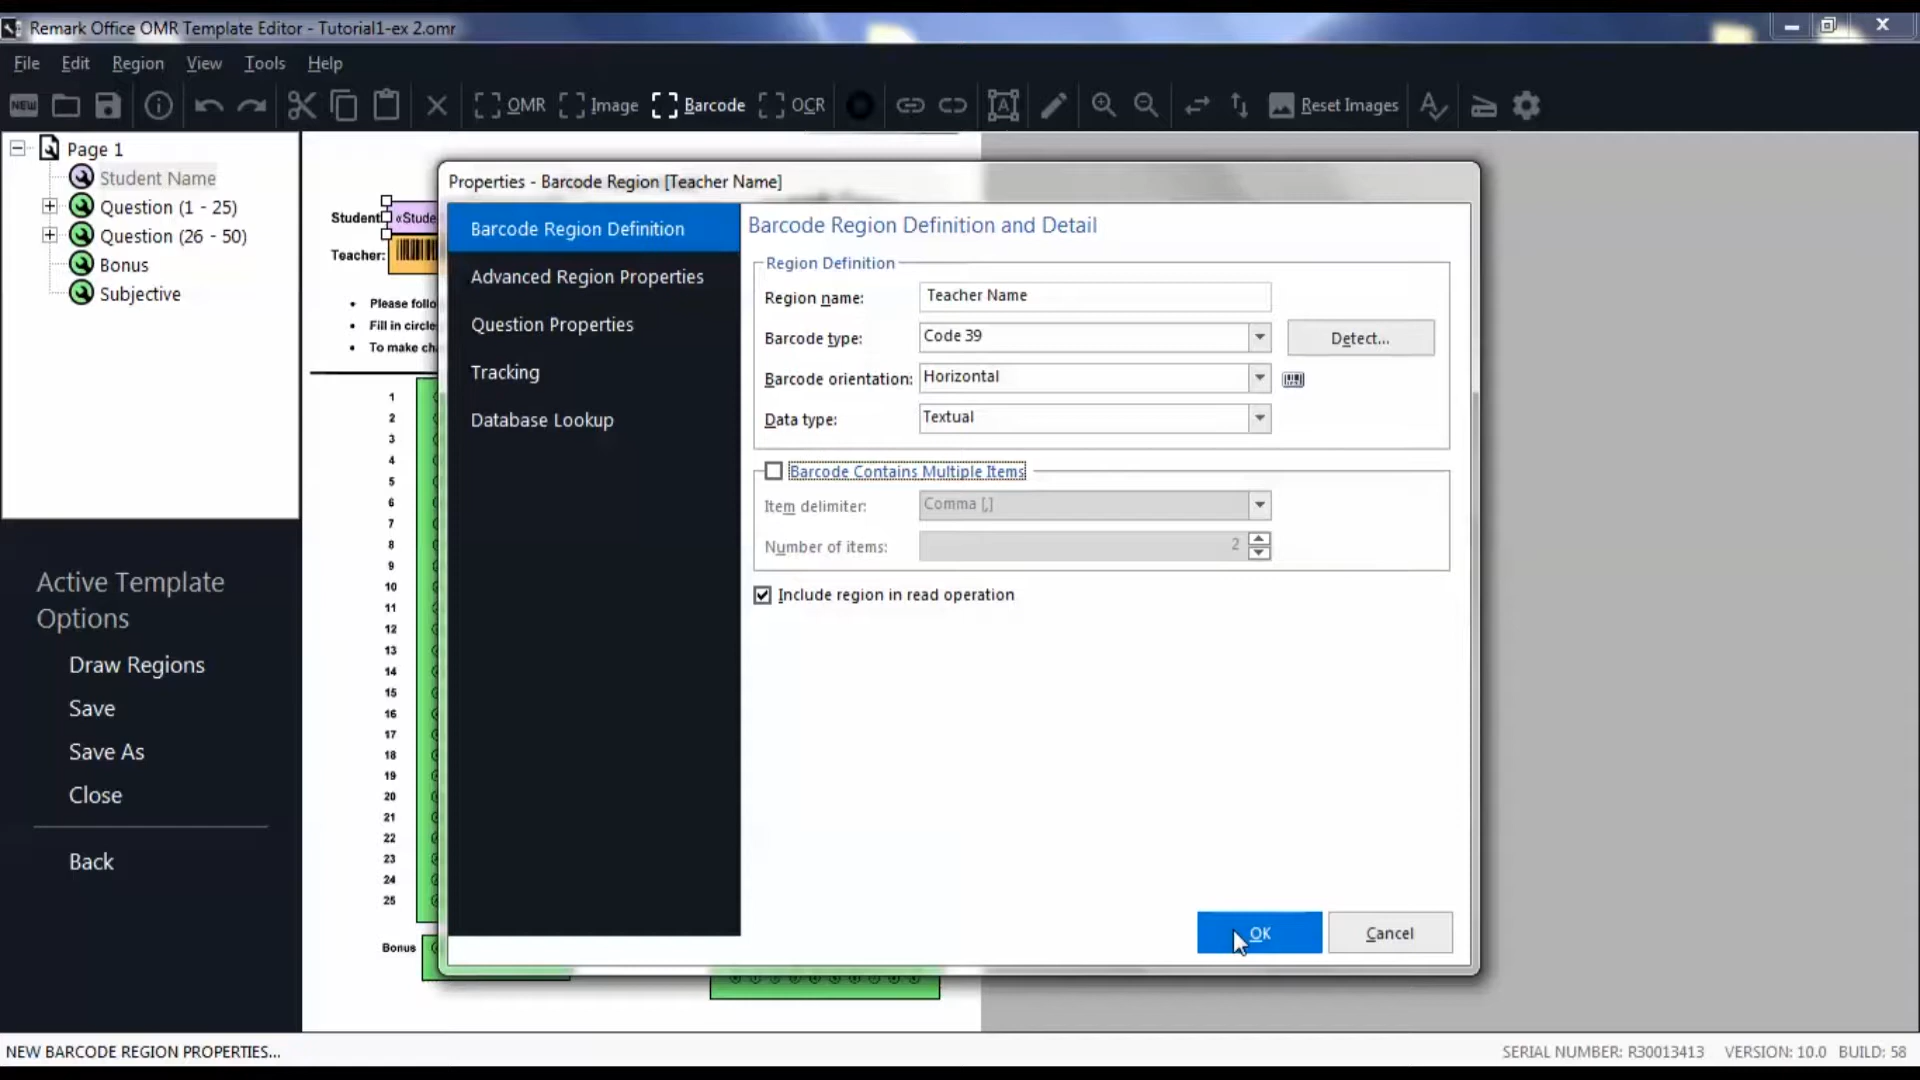 Remark Office OMR Template Editor - Tutorial1-ex 2.omr
File Edit Region View Tools Help
NEW OMR Image Barcode OCR Reset Images
Page 1
Student Name
Question (1 - 25)
Question (26 - 50)
Bonus
Subjective
Active Template
Options
Draw Regions
Save
Save As
Close
Back
Student «Stude
Teacher:
• Please follo
• Fill in circle
• To make ch
1
2
3
4
5
6
7
8
9
10
11
12
13
14
15
16
17
18
19
20
21
22
23
24
25
Bonus
Properties - Barcode Region [Teacher Name]
Barcode Region Definition
Advanced Region Properties
Question Properties
Tracking
Database Lookup
Barcode Region Definition and Detail
Region Definition
Region name: Teacher Name
Barcode type: Code 39 Detect...
Barcode orientation: Horizontal
Data type: Textual
Barcode Contains Multiple Items
Item delimiter: Comma [,]
Number of items: 2
Include region in read operation
OK Cancel
NEW BARCODE REGION PROPERTIES... SERIAL NUMBER: R30013413 VERSION: 10.0 BUILD: 58